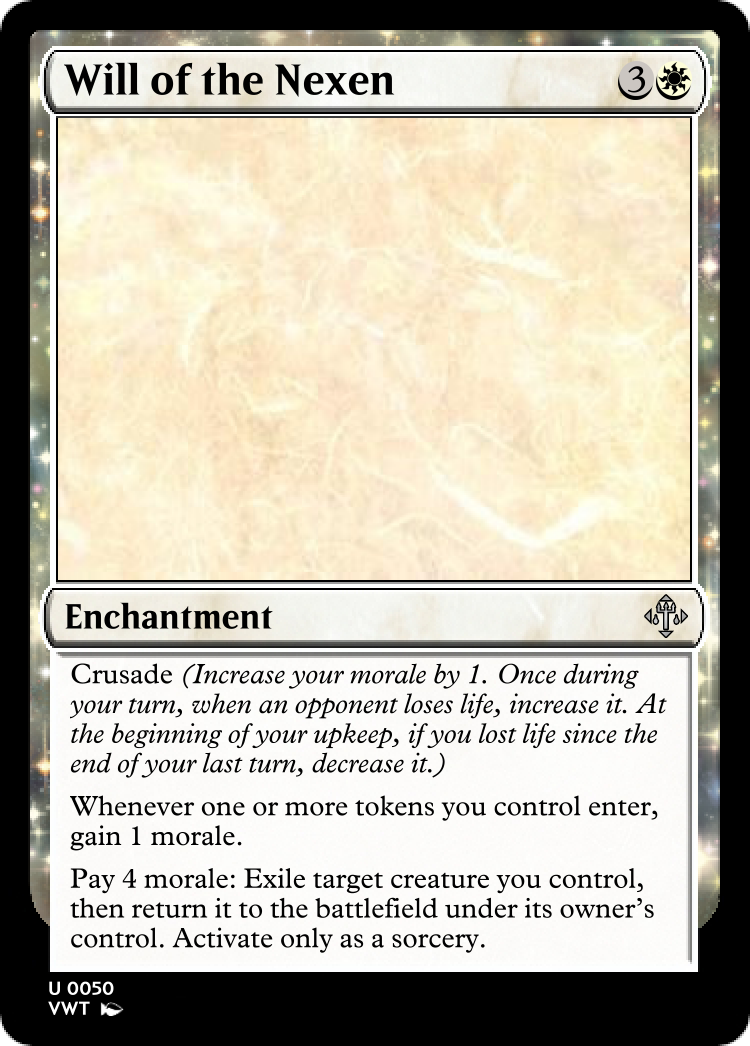 Will of the Nexen 3
Enchantment
Crusade (Increase your morale by 1. Once during
your turn, when an opponent loses life, increase it. At
the beginning of your upkeep, if you lost life since the
end of your last turn, decrease it.)
Whenever one or more tokens you control enter,
gain 1 morale.
Pay 4 morale: Exile target creature you control,
then return it to the battlefield under its owner's
control. Activate only as a sorcery.
U 0050
VWT